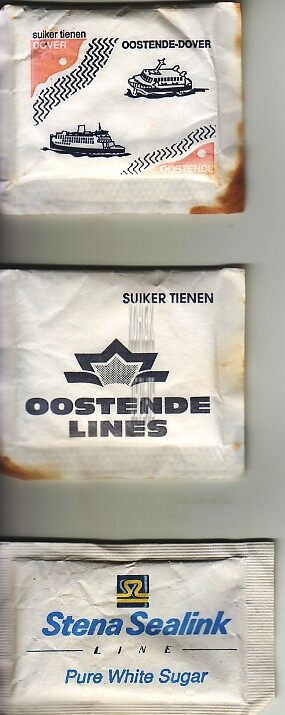 suiker tienen
DOVER
OOSTENDE-DOVER
OOSTENDE
SUIKER TIENEN
OOSTENDE
LINES
Stena Sealink
LINE
Pure White Sugar